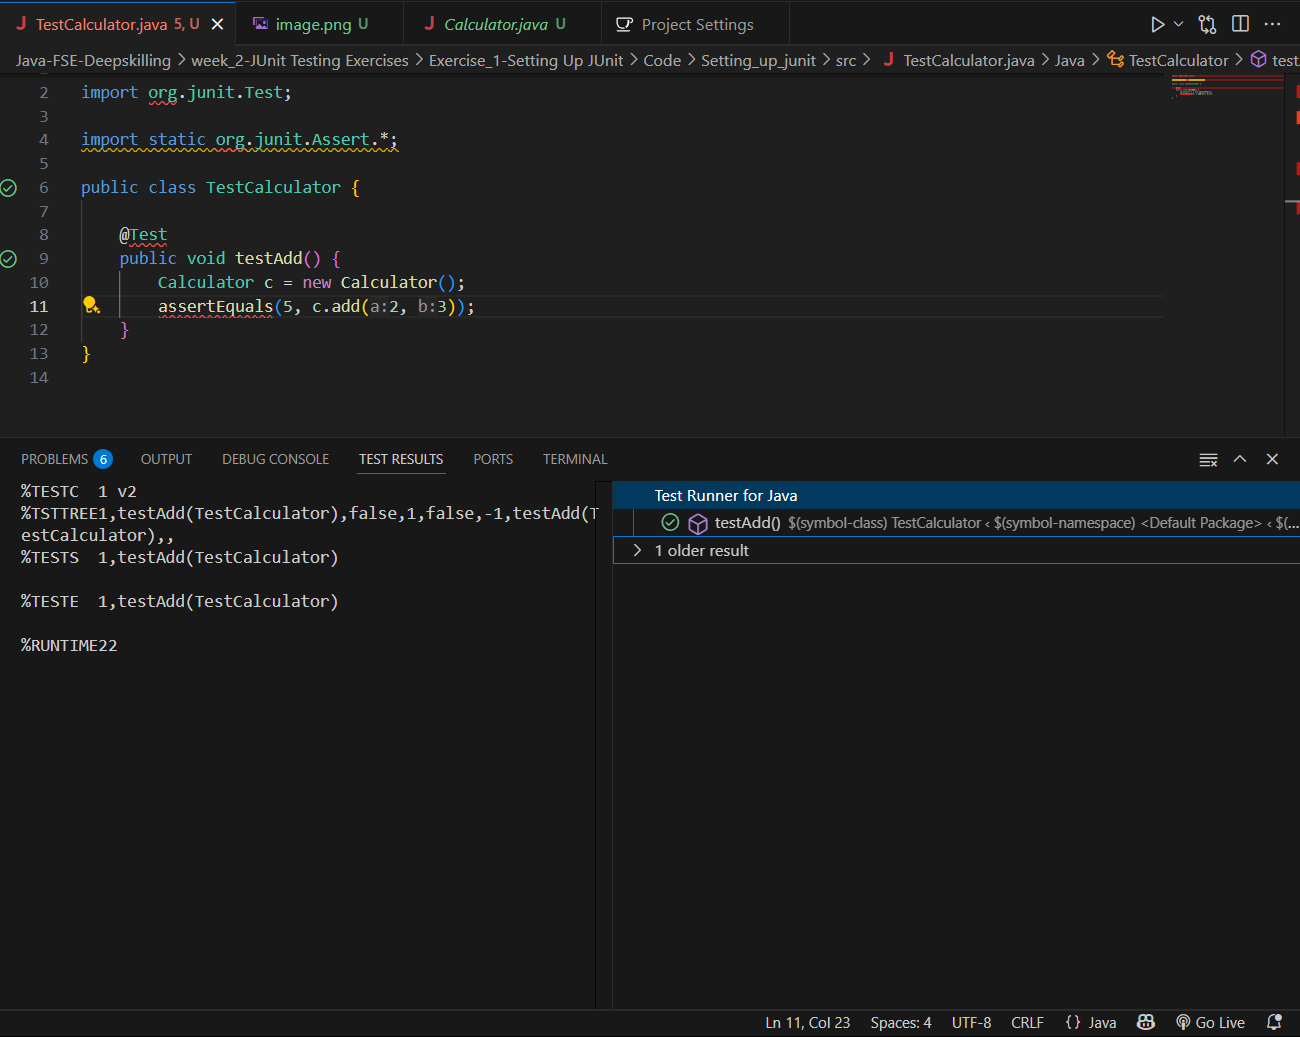 TestCalculator.java 5, U
image.png U
Calculator.java U
Project Settings
Java-FSE-Deepskilling > week_2-JUnit Testing Exercises > Exercise_1-Setting Up JUnit > Code > Setting_up_junit > src > J TestCalculator.java > Java > TestCalculator > test
2 import org.junit.Test;
3
4 import static org.junit.Assert.*;
5
6 public class TestCalculator {
7
8 @Test
9 public void testAdd() {
10 Calculator c = new Calculator();
11 assertEquals(5, c.add(a:2, b:3));
12 }
13 }
14
PROBLEMS 6 OUTPUT DEBUG CONSOLE TEST RESULTS PORTS TERMINAL
%TESTC 1 v2
%TSTTREE1,testAdd(TestCalculator),false,1,false,-1,testAdd(T
estCalculator),,
%TESTS 1,testAdd(TestCalculator)
%TESTE 1,testAdd(TestCalculator)
%RUNTIME22
Test Runner for Java
testAdd() $(symbol-class) TestCalculator ‹ $(symbol-namespace) <Default Package> ‹ $(...
1 older result
Ln 11, Col 23 Spaces: 4 UTF-8 CRLF {} Java Go Live